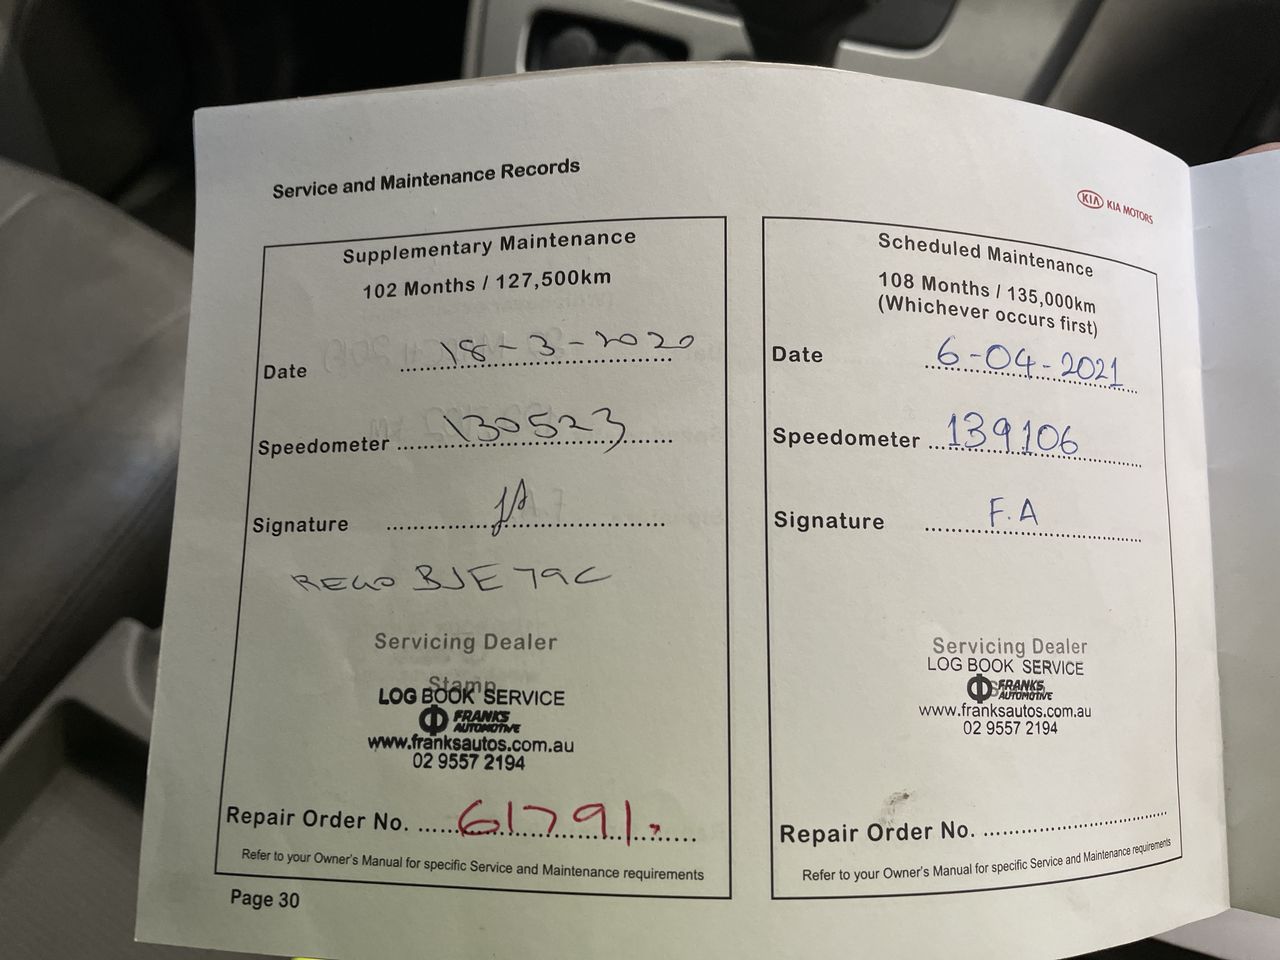 Service and Maintenance Records
KIA KIA MOTORS
Supplementary Maintenance
102 Months / 127,500km
Date 18-3-2020
Speedometer 130523
Signature
REGO BJE79C
Servicing Dealer
Stamp
LOG BOOK SERVICE
FRANKS
AUTOMOTIVE
www.franksautos.com.au
02 9557 2194
Repair Order No. 61791.
Refer to your Owner's Manual for specific Service and Maintenance requirements
Page 30
Scheduled Maintenance
108 Months / 135,000km
(Whichever occurs first)
Date 6-04-2021
Speedometer 139106
Signature F.A
Servicing Dealer
LOG BOOK SERVICE
FRANKS
AUTOMOTIVE
www.franksautos.com.au
02 9557 2194
Repair Order No.
Refer to your Owner's Manual for specific Service and Maintenance requirements